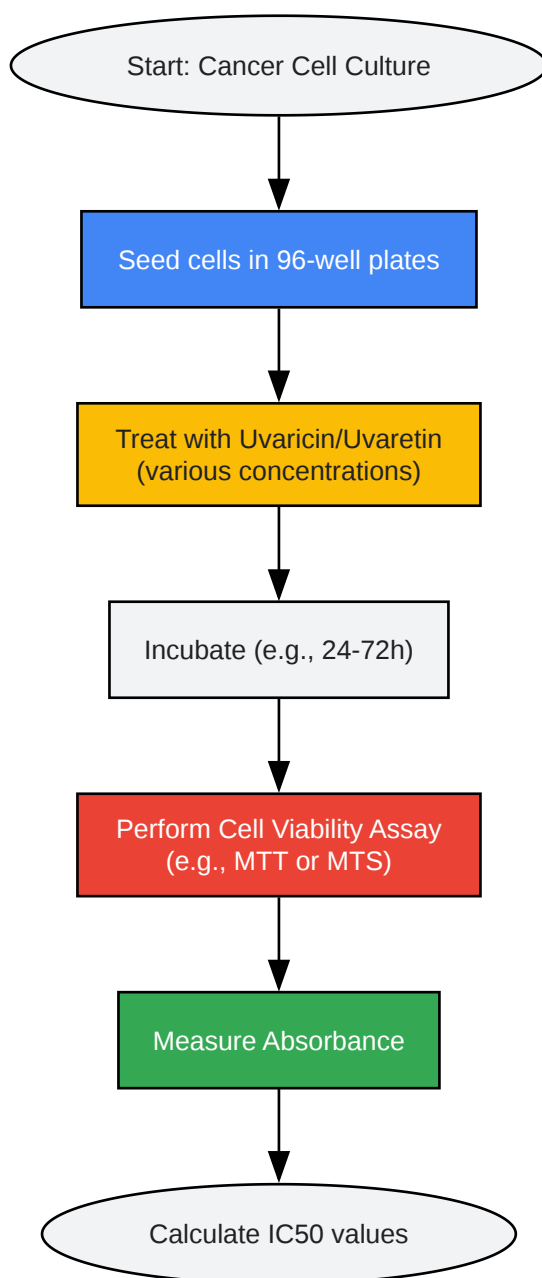 Start: Cancer Cell Culture
Seed cells in 96-well plates
Treat with Uvaricin/Uvaretin
(various concentrations)
Incubate (e.g., 24-72h)
Perform Cell Viability Assay
(e.g., MTT or MTS)
Measure Absorbance
Calculate IC50 values